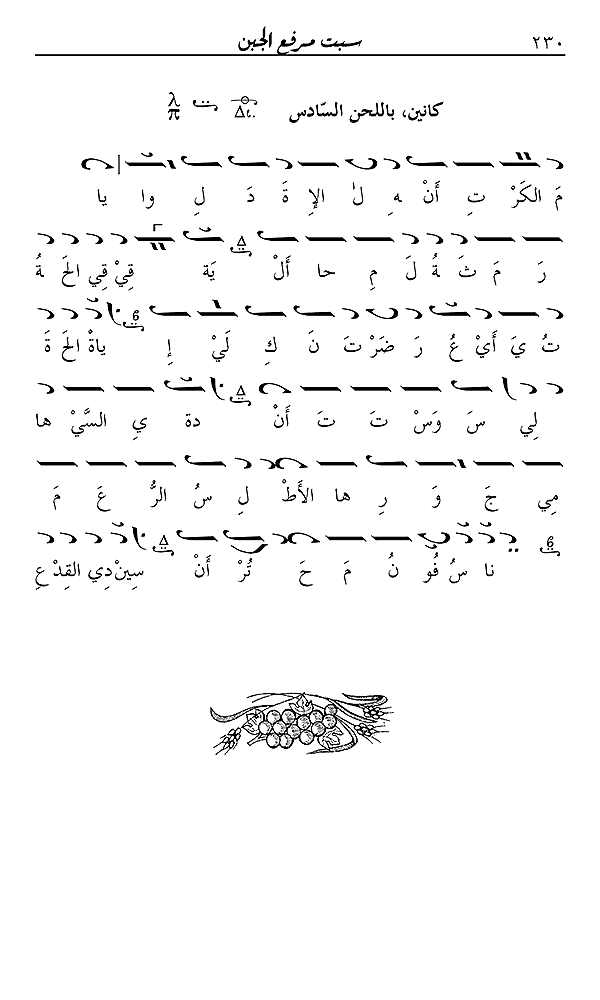 ٢٣٠ سبت مرفع الجبن
كانين، باللحن السّادس Δι. λ π
يا وا لِ دَ ةَ الإِ لٰ هِ أَنْ تِ الكَرْ مَ
ةُ الحَ قِي قِيْ يَة أَلْ حا مِ لَ ةُ ثَ مَ رَ
ةَ الحَ ياةْ إِ لَيْ كِ نَ تَ ضَرْ رَ عُ أَيْ يَ تُ
ها السَّيْ يِ دة أَنْ تَ تَ وَسْ سَ لِي
مَ عَ الرُّ سُ لِ الأَطْ ها رِ وَ جَ مِي
عِ القِدْ دِي سِينْ أَنْ تُرْ حَ مَ نُ فُو سُ نا